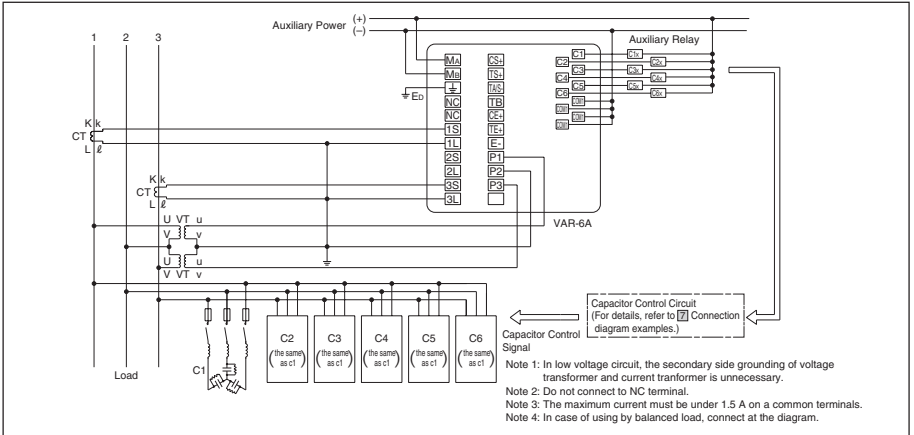 Auxiliary Power (+)
(−)
Auxiliary Relay
1 2 3
MA CS+ C1 C1x
MB TS+ C2 C2x
TA/S- C3 C3x
ED
NC TB C4 C4x
NC CE+ C5 C5x
1S TE+ C6 C6x
1L E- COM1
2S P1 COM1
2L P2 COM1
3S P3 COM1
3L
K k
CT
L ℓ
K k
CT
L ℓ
VAR-6A
U VT u
V v
U u
V VT v
C1
C2
(the same as c1)
C3
(the same as c1)
C4
(the same as c1)
C5
(the same as c1)
C6
(the same as c1)
Load
Capacitor Control
Signal
Capacitor Control Circuit
(For details, refer to 7 Connection
diagram examples.)
Note 1: In low voltage circuit, the secondary side grounding of voltage
transformer and current tranformer is unnecessary.
Note 2: Do not connect to NC terminal.
Note 3: The maximum current must be under 1.5 A on a common terminals.
Note 4: In case of using by balanced load, connect at the diagram.